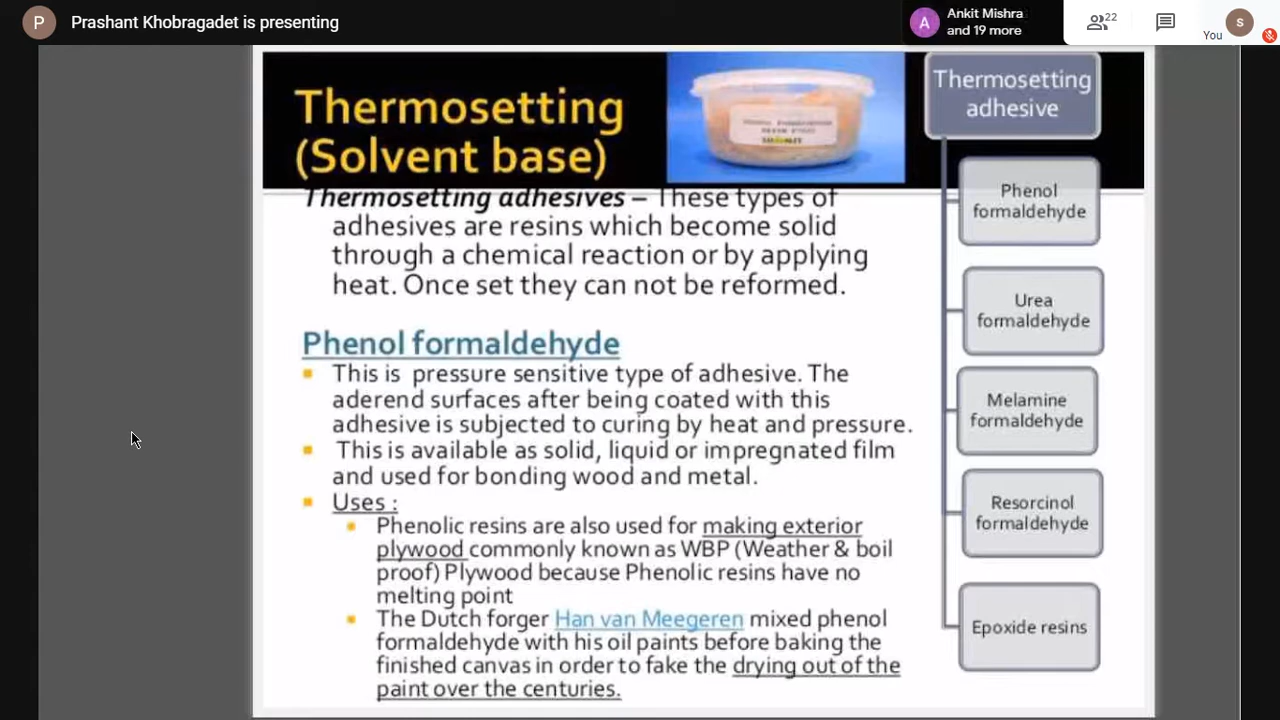 P
Prashant Khobragadet is presenting
A
Ankit Mishra
and 19 more
22
You
s
Thermosetting
(Solvent base)
Thermosetting adhesives – These types of
adhesives are resins which become solid
through a chemical reaction or by applying
heat. Once set they can not be reformed.
Phenol formaldehyde
This is pressure sensitive type of adhesive. The
aderend surfaces after being coated with this
adhesive is subjected to curing by heat and pressure.
This is available as solid, liquid or impregnated film
and used for bonding wood and metal.
Uses :
Phenolic resins are also used for making exterior
plywood commonly known as WBP (Weather & boil
proof) Plywood because Phenolic resins have no
melting point
The Dutch forger Han van Meegeren mixed phenol
formaldehyde with his oil paints before baking the
finished canvas in order to fake the drying out of the
paint over the centuries.
Thermosetting
adhesive
Phenol
formaldehyde
Urea
formaldehyde
Melamine
formaldehyde
Resorcinol
formaldehyde
Epoxide resins